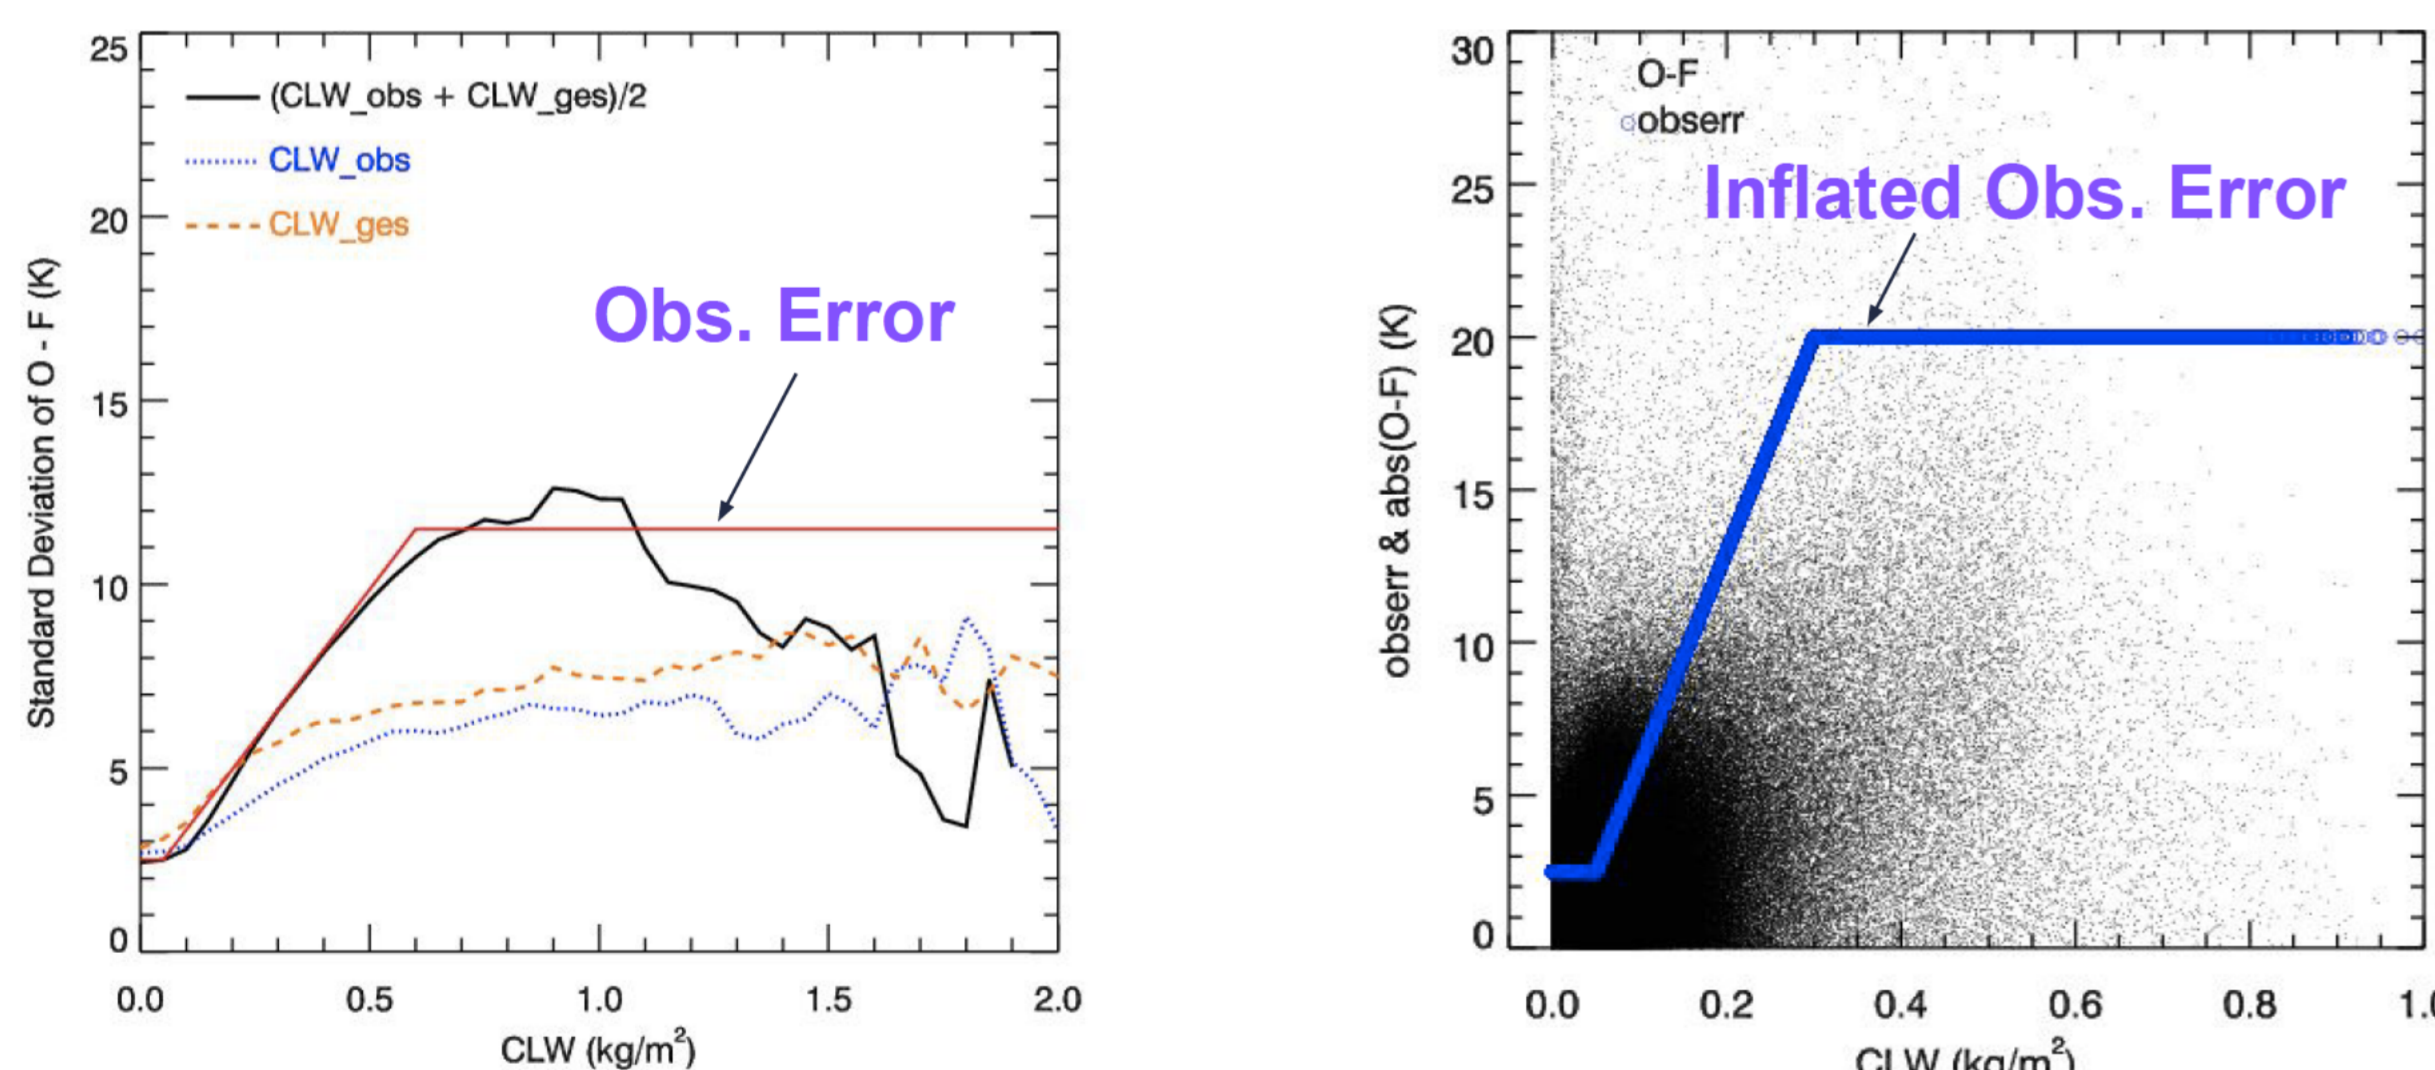 25
20
15
10
5
0
Standard Deviation of O - F (K)
(CLW_obs + CLW_ges)/2
CLW_obs
CLW_ges
Obs. Error
0.0 0.5 1.0 1.5 2.0
CLW (kg/m²)
30
25
20
15
10
5
0
obserr & abs(O-F) (K)
O-F
obserr
Inflated Obs. Error
0.0 0.2 0.4 0.6 0.8 1.0
CLW (kg/m²)